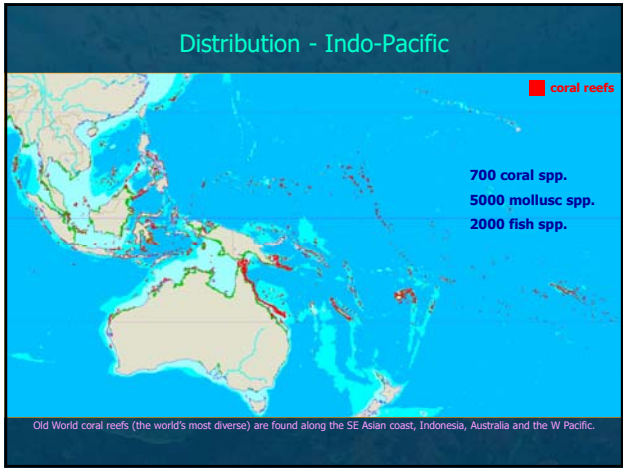 Distribution - Indo-Pacific
coral reefs
700 coral spp.
5000 mollusc spp.
2000 fish spp.
Old World coral reefs (the world's most diverse) are found along the SE Asian coast, Indonesia, Australia and the W Pacific.